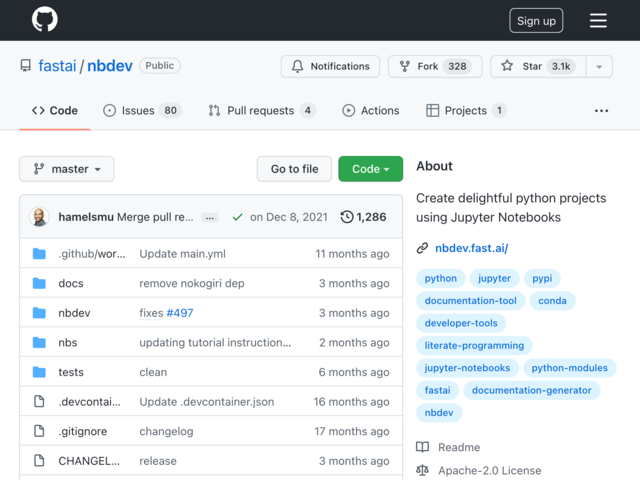 Sign up
fastai / nbdev Public
Notifications Fork 328 Star 3.1k
Code Issues 80 Pull requests 4 Actions Projects 1 ...
master Go to file Code
hamelsmu Merge pull re... ... on Dec 8, 2021 1,286
.github/wor... Update main.yml 11 months ago
docs remove nokogiri dep 3 months ago
nbdev fixes #497 3 months ago
nbs updating tutorial instruction... 2 months ago
tests clean 6 months ago
.devcontai... Update .devcontainer.json 16 months ago
.gitignore changelog 17 months ago
CHANGEL... release 3 months ago
About
Create delightful python projects
using Jupyter Notebooks
nbdev.fast.ai/
python jupyter pypi
documentation-tool conda
developer-tools
literate-programming
jupyter-notebooks python-modules
fastai documentation-generator
nbdev
Readme
Apache-2.0 License